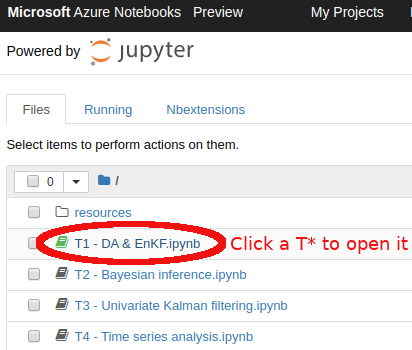 Microsoft Azure Notebooks Preview My Projects
Powered by jupyter
Files Running Nbextensions
Select items to perform actions on them.
0 /
resources
T1 - DA & EnKF.ipynb Click a T* to open it
T2 - Bayesian inference.ipynb
T3 - Univariate Kalman filtering.ipynb
T4 - Time series analysis.ipynb